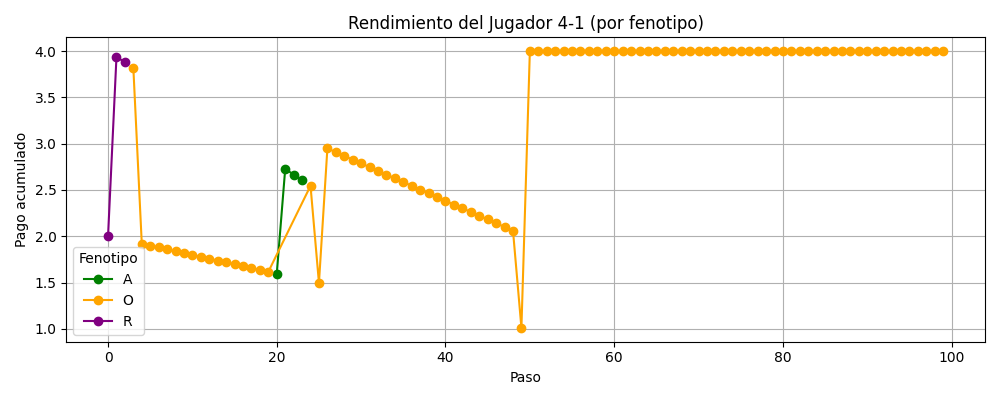 Rendimiento del Jugador 4-1 (por fenotipo)
Pago acumulado
4.0
3.5
3.0
2.5
2.0
1.5
1.0
Fenotipo
A
O
R
0
20
40
60
80
100
Paso